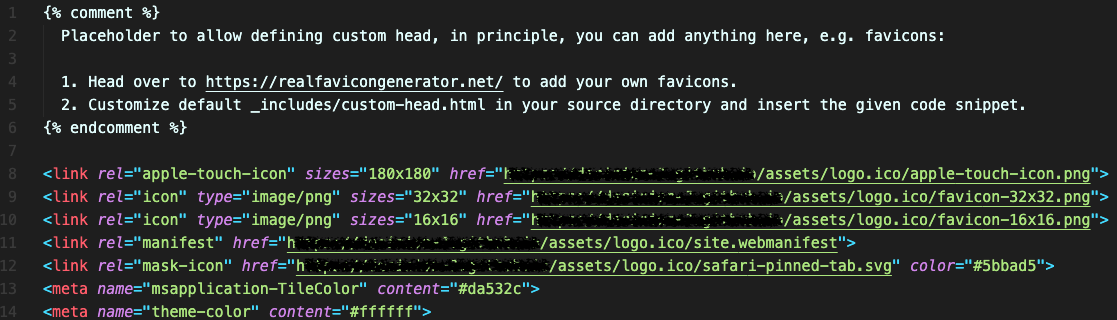 1 {% comment %}
2 Placeholder to allow defining custom head, in principle, you can add anything here, e.g. favicons:
3
4 1. Head over to https://realfavicongenerator.net/ to add your own favicons.
5 2. Customize default _includes/custom-head.html in your source directory and insert the given code snippet.
6 {% endcomment %}
7
8 <link rel="apple-touch-icon" sizes="180x180" href="h /assets/logo.ico/apple-touch-icon.png">
9 <link rel="icon" type="image/png" sizes="32x32" href="h /assets/logo.ico/favicon-32x32.png">
10 <link rel="icon" type="image/png" sizes="16x16" href="h /assets/logo.ico/favicon-16x16.png">
11 <link rel="manifest" href="h /assets/logo.ico/site.webmanifest">
12 <link rel="mask-icon" href="h /assets/logo.ico/safari-pinned-tab.svg" color="#5bbad5">
13 <meta name="msapplication-TileColor" content="#da532c">
14 <meta name="theme-color" content="#ffffff">